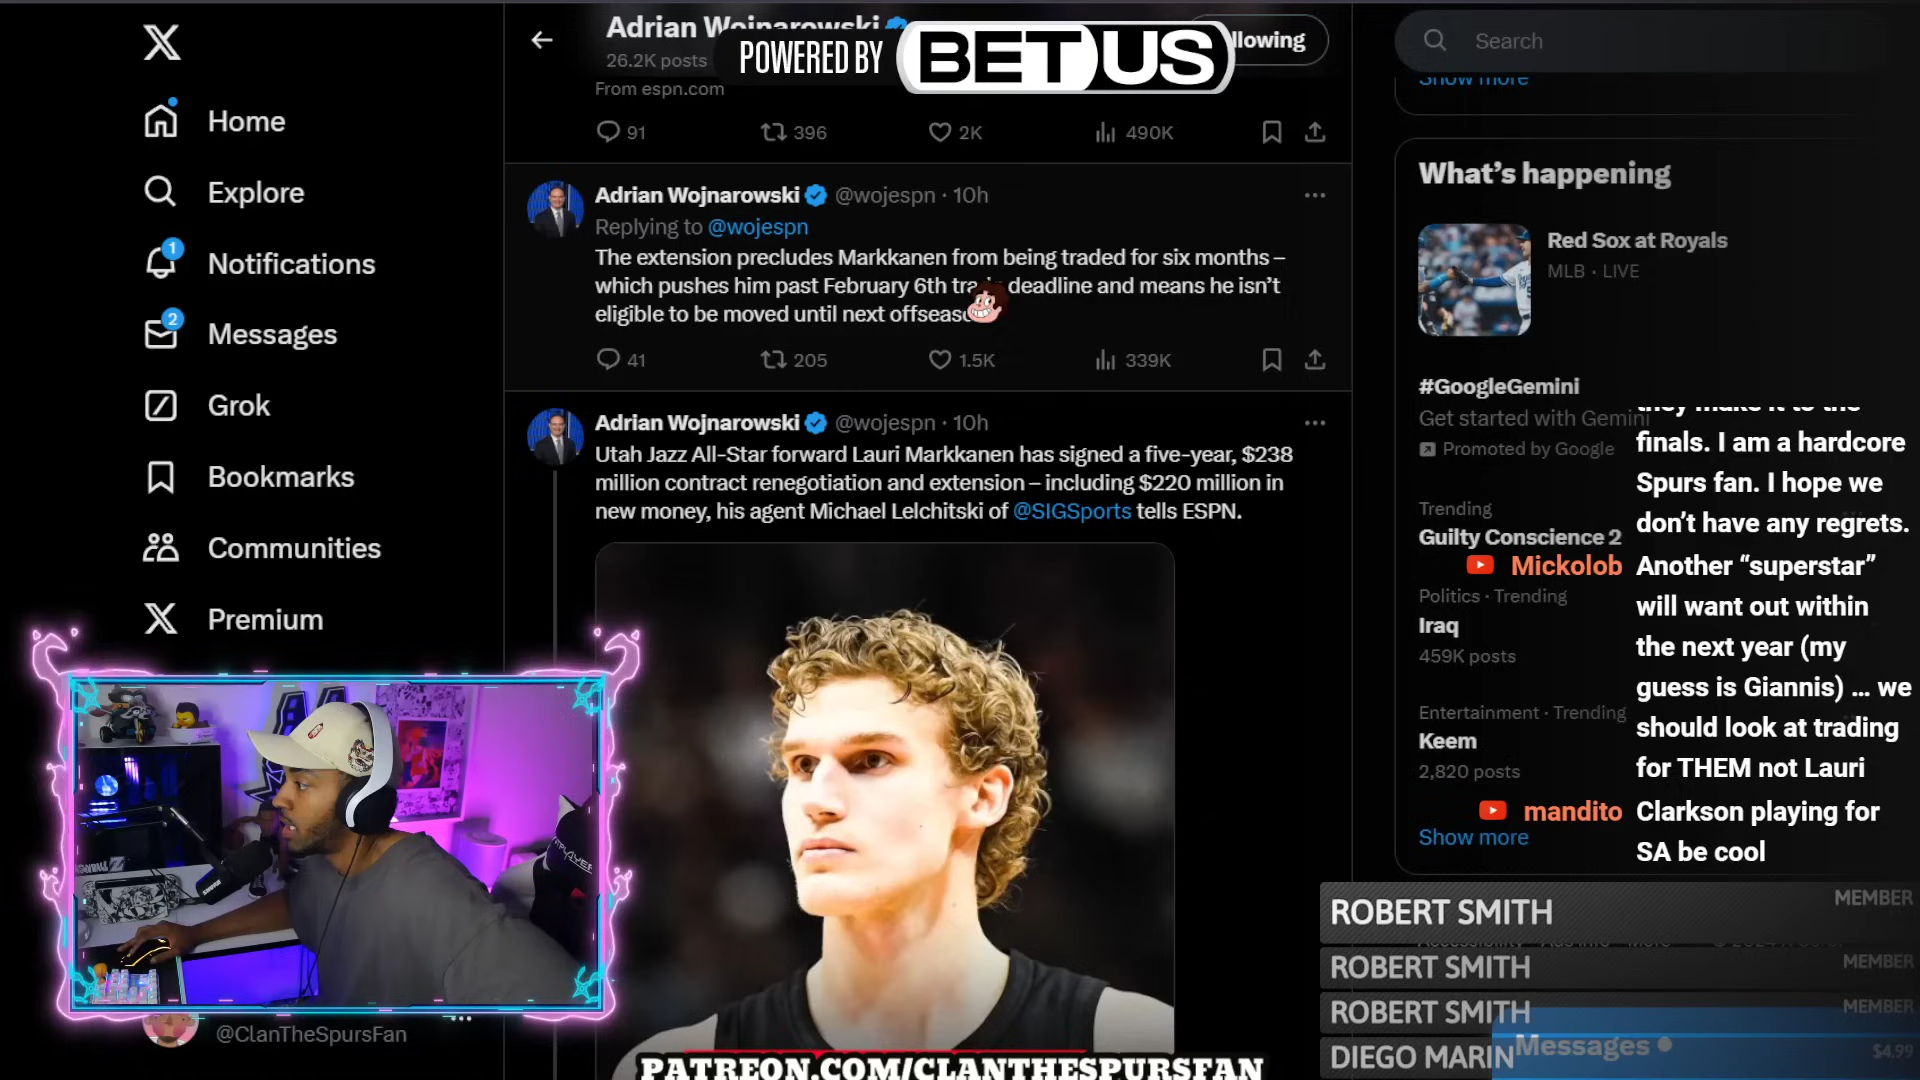 Home
Explore
1
Notifications
2
Messages
Grok
Bookmarks
Communities
Premium
@ClanTheSpursFan
Adrian Wojnarowski
26.2K posts
POWERED BY BETUS
From espn.com
91 396 2K 490K
Adrian Wojnarowski @wojespn · 10h
Replying to @wojespn
The extension precludes Markkanen from being traded for six months –
which pushes him past February 6th deadline and means he isn't
eligible to be moved until next
41 205 1.5K 339K
Adrian Wojnarowski @wojespn · 10h
Utah Jazz All-Star forward Lauri Markkanen has signed a five-year, $238
million contract renegotiation and extension – including $220 million in
new money, his agent Michael Lelchitski of @SIGSports tells ESPN.
PATREON.COM/CLANTHESPURSFAN
Search
Show more
What's happening
Red Sox at Royals
MLB · LIVE
#GoogleGemini
Get started with Gemini
Promoted by Google
Trending
Guilty Conscience 2
Politics · Trending
Iraq
459K posts
Entertainment · Trending
Keem
2,820 posts
Show more
they make it to the
finals. I am a hardcore
Spurs fan. I hope we
don't have any regrets.
Mickolob Another “superstar”
will want out within
the next year (my
guess is Giannis) ... we
should look at trading
for THEM not Lauri
mandito Clarkson playing for
SA be cool
ROBERT SMITH MEMBER
ROBERT SMITH MEMBER
ROBERT SMITH MEMBER
DIEGO MARIN $4.99
Messages